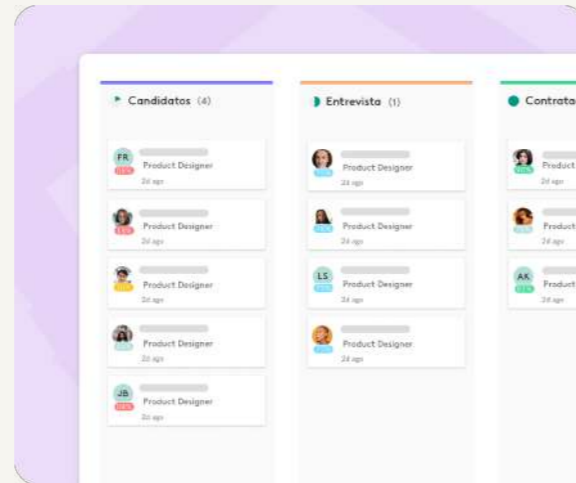 Candidatos (4)
FR
Product Designer
2d ago
Product Designer
2d ago
Product Designer
2d ago
Product Designer
2d ago
JB
Product Designer
2d ago
Entrevista (1)
Product Designer
2d ago
Product Designer
2d ago
LS
Product Designer
2d ago
Product Designer
2d ago
Contrata
Product
2d ago
Product
2d ago
AK
Product
2d ago